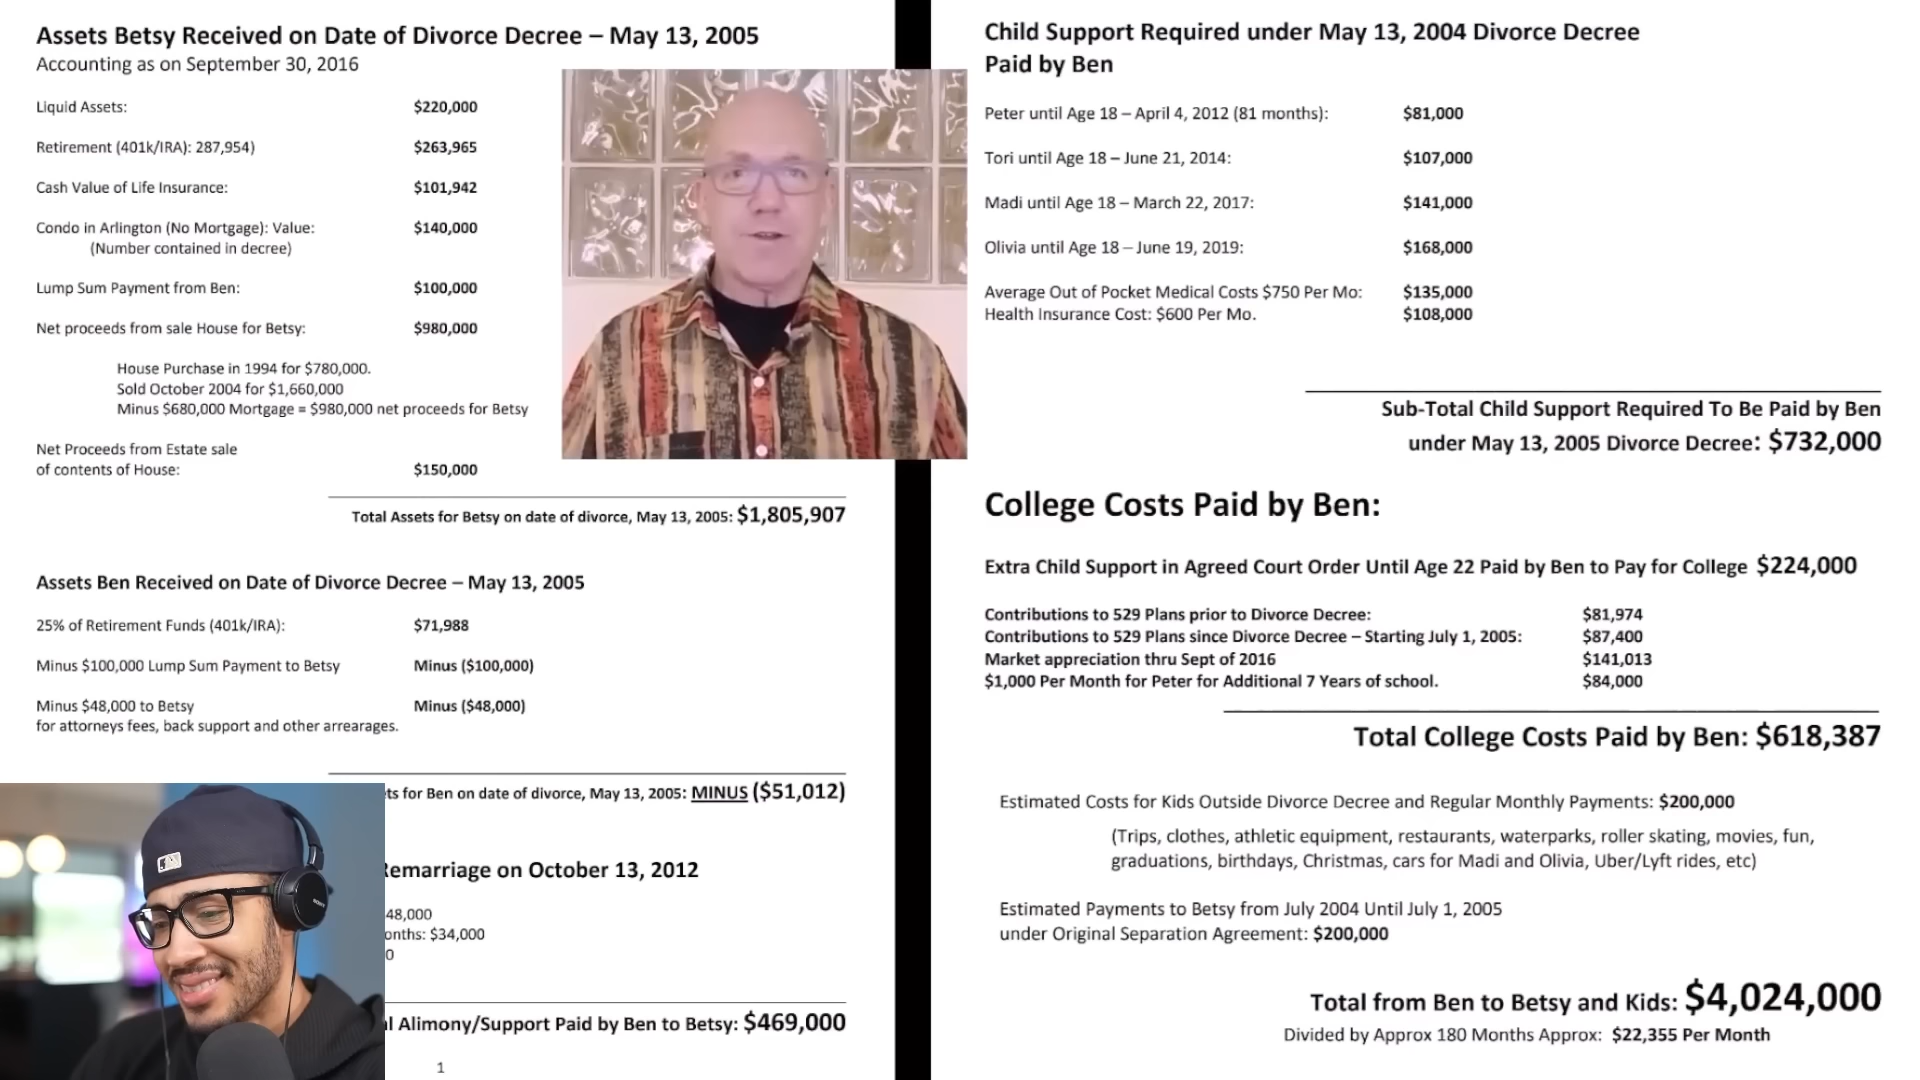 Assets Betsy Received on Date of Divorce Decree – May 13, 2005
Accounting as on September 30, 2016
Liquid Assets: $220,000
Retirement (401k/IRA): 287,954) $263,965
Cash Value of Life Insurance: $101,942
Condo in Arlington (No Mortgage): Value: $140,000
(Number contained in decree)
Lump Sum Payment from Ben: $100,000
Net proceeds from sale House for Betsy: $980,000
House Purchase in 1994 for $780,000.
Sold October 2004 for $1,660,000
Minus $680,000 Mortgage = $980,000 net proceeds for Betsy
Net Proceeds from Estate sale
of contents of House: $150,000
Total Assets for Betsy on date of divorce, May 13, 2005: $1,805,907
Assets Ben Received on Date of Divorce Decree – May 13, 2005
25% of Retirement Funds (401k/IRA): $71,988
Minus $100,000 Lump Sum Payment to Betsy Minus ($100,000)
Minus $48,000 to Betsy Minus ($48,000)
for attorneys fees, back support and other arrearages.
ts for Ben on date of divorce, May 13, 2005: MINUS ($51,012)
Remarriage on October 13, 2012
48,000
onths: $34,000
0
l Alimony/Support Paid by Ben to Betsy: $469,000
1
Child Support Required under May 13, 2004 Divorce Decree
Paid by Ben
Peter until Age 18 – April 4, 2012 (81 months): $81,000
Tori until Age 18 – June 21, 2014: $107,000
Madi until Age 18 – March 22, 2017: $141,000
Olivia until Age 18 – June 19, 2019: $168,000
Average Out of Pocket Medical Costs $750 Per Mo: $135,000
Health Insurance Cost: $600 Per Mo. $108,000
Sub-Total Child Support Required To Be Paid by Ben
under May 13, 2005 Divorce Decree: $732,000
College Costs Paid by Ben:
Extra Child Support in Agreed Court Order Until Age 22 Paid by Ben to Pay for College $224,000
Contributions to 529 Plans prior to Divorce Decree: $81,974
Contributions to 529 Plans since Divorce Decree – Starting July 1, 2005: $87,400
Market appreciation thru Sept of 2016 $141,013
$1,000 Per Month for Peter for Additional 7 Years of school. $84,000
Total College Costs Paid by Ben: $618,387
Estimated Costs for Kids Outside Divorce Decree and Regular Monthly Payments: $200,000
(Trips, clothes, athletic equipment, restaurants, waterparks, roller skating, movies, fun,
graduations, birthdays, Christmas, cars for Madi and Olivia, Uber/Lyft rides, etc)
Estimated Payments to Betsy from July 2004 Until July 1, 2005
under Original Separation Agreement: $200,000
Total from Ben to Betsy and Kids: $4,024,000
Divided by Approx 180 Months Approx: $22,355 Per Month
SONY